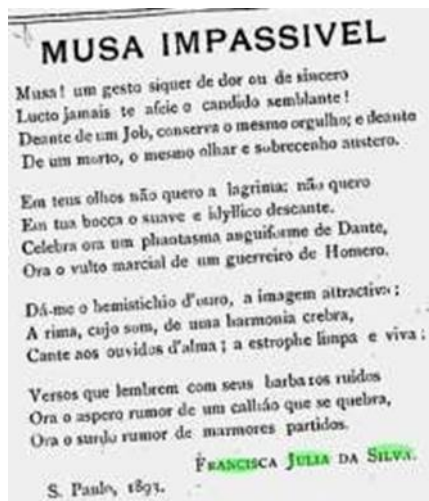 MUSA IMPASSIVEL
Musa! um gesto siquer de dor ou de sincero
Lucto jamais te afeie o candido semblante!
Deante de um Job, conserva o mesmo orgulho; e deante
De um morto, o mesmo olhar e sobrecenho austero.
Em teus olhos não quero a lagrima; não quero
Em tua bocca o suave e idyllico descante.
Celebra ora um phantasma anguiforme de Dante,
Ora o vulto marcial de um guerreiro de Homero.
Dá-me o hemistichio d'ouro, a imagem attractiva;
A rima, cujo som, de uma harmonia crebra,
Cante aos ouvidos d'alma; a estrophe limpa e viva;
Versos que lembrem com seus barbaros ruidos
Ora o aspero rumor de um calháo que se quebra,
Ora o surdo rumor de marmores partidos.
FRANCISCA JULIA DA SILVA.
S. Paulo, 1893.